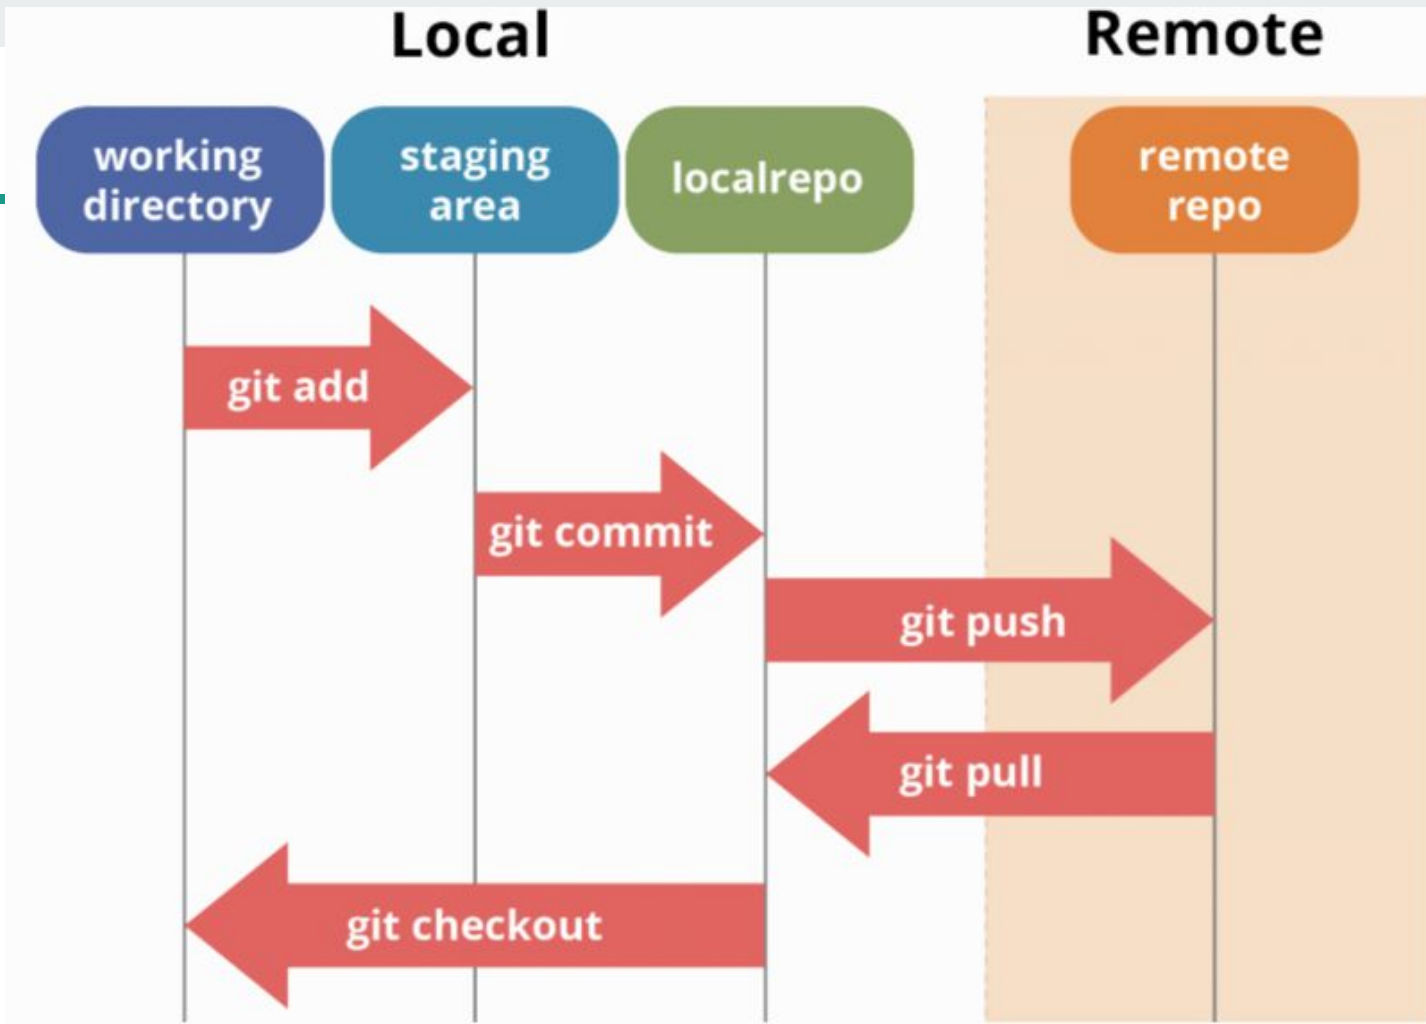 Local
Remote
working
directory
staging
area
localrepo
remote
repo
git add
git commit
git push
git pull
git checkout